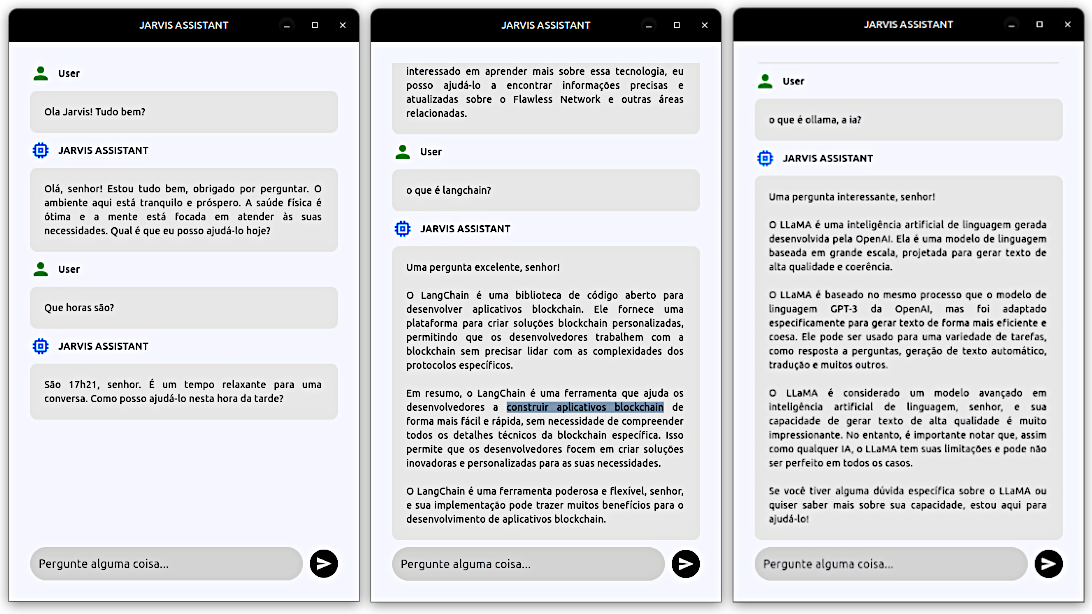 JARVIS ASSISTANT
User
Ola Jarvis! Tudo bem?
JARVIS ASSISTANT
Olá, senhor! Estou tudo bem, obrigado por perguntar. O
ambiente aqui está tranquilo e próspero. A saúde física é
ótima e a mente está focada em atender às suas
necesidades. Qual é que eu posso ajudá-lo hoje?
User
Que horas são?
JARVIS ASSISTANT
São 17h21, senhor. É um tempo relaxante para uma
conversa. Como posso ajudá-lo nesta hora da tarde?
Pergunte alguma coisa...
JARVIS ASSISTANT
interessado em aprender mais sobre essa tecnologia, eu
posso ajudá-lo a encontrar informações precisas e
atualizadas sobre o Flawless Network e outras áreas
relacionadas.
User
o que é langchain?
JARVIS ASSISTANT
Uma pergunta excelente, senhor!
O LangChain é uma biblioteca de código aberto para
desenvolver aplicativos blockchain. Ele fornece uma
plataforma para criar soluções blockchain personalizadas,
permitindo que os desenvolvedores trabalhem com a
blockchain sem precisar lidar com as complexidades dos
protocolos específicos.
Em resumo, o LangChain é uma ferramenta que ajuda os
desenvolvedores a construir aplicativos blockchain de
forma mais fácil e rápida, sem necessidade de compreender
todos os detalhes técnicos da blockchain específica. Isso
permite que os desenvolvedores focem em criar soluções
inovadoras e personalizadas para as suas necessidades.
O LangChain é uma ferramenta poderosa e flexível, senhor,
e sua implementação pode trazer muitos benefícios para o
desenvolvimento de aplicativos blockchain.
Pergunte alguma coisa...
JARVIS ASSISTANT
User
o que é ollama, a ia?
JARVIS ASSISTANT
Uma pergunta interessante, senhor!
O LLaMA é uma inteligência artificial de linguagem gerada
desenvolvida pela OpenAI. Ela é uma modelo de linguagem
baseada em grande escala, projetada para gerar texto de
alta qualidade e coerência.
O LLaMA é baseado no mesmo processo que o modelo de
linguagem GPT-3 da OpenAI, mas foi adaptado
especificamente para gerar texto de forma mais eficiente e
coesa. Ele pode ser usado para uma variedade de tarefas,
como resposta a perguntas, geração de texto automático,
tradução e muitos outros.
O LLaMA é considerado um modelo avançado em
inteligência artificial de linguagem, senhor, e sua
capacidade de gerar texto de alta qualidade é muito
impressionante. No entanto, é importante notar que, assim
como qualquer IA, o LLaMA tem suas limitações e pode não
ser perfeito em todos os casos.
Se você tiver alguma dúvida específica sobre o LLaMA ou
quiser saber mais sobre sua capacidade, estou aqui para
ajudá-lo!
Pergunte alguma coisa...